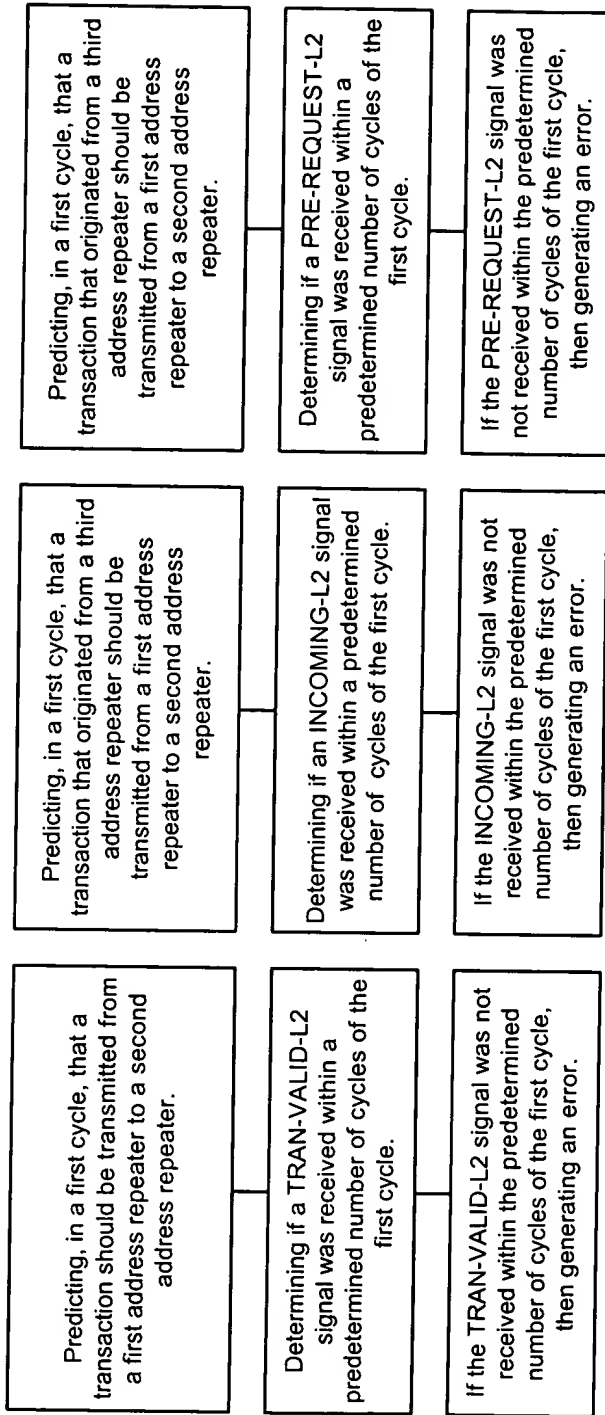 Predicting, in a first cycle, that a
transaction should be transmitted from
a first address repeater to a second
address repeater.
Determining if a TRAN-VALID-L2
signal was received within a
predetermined number of cycles of the
first cycle.
If the TRAN-VALID-L2 signal was not
received within the predetermined
number of cycles of the first cycle,
then generating an error.
Predicting, in a first cycle, that a
transaction that originated from a third
address repeater should be
transmitted from a first address
repeater to a second address
repeater.
Determining if an INCOMING-L2 signal
was received within a predetermined
number of cycles of the first cycle.
If the INCOMING-L2 signal was not
received within the predetermined
number of cycles of the first cycle,
then generating an error.
Predicting, in a first cycle, that a
transaction that originated from a third
address repeater should be
transmitted from a first address
repeater to a second address
repeater.
Determining if a PRE-REQUEST-L2
signal was received within a
predetermined number of cycles of the
first cycle.
If the PRE-REQUEST-L2 signal was
not received within the predetermined
number of cycles of the first cycle,
then generating an error.